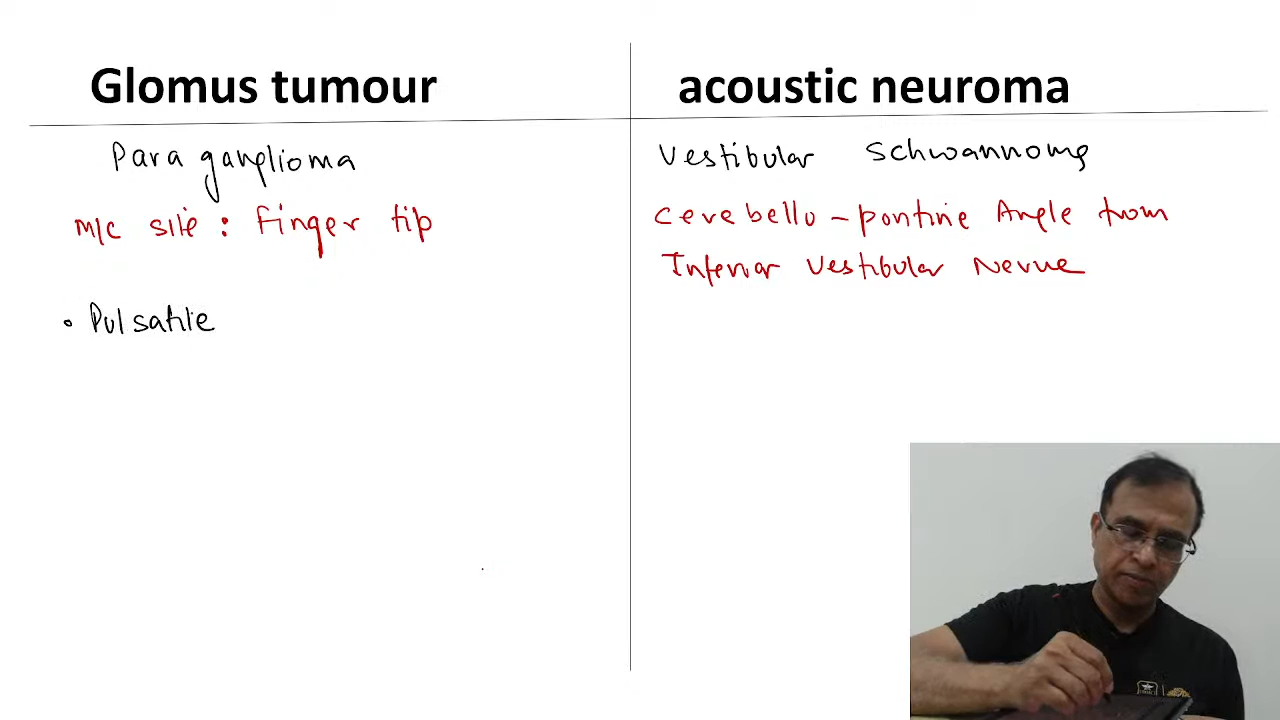 Glomus tumour
Para ganglioma
M/c site : Finger tip
• Pulsatile
acoustic neuroma
Vestibular Schwannoma
Cerebello - pontine Angle from
Inferior Vestibular Nerve